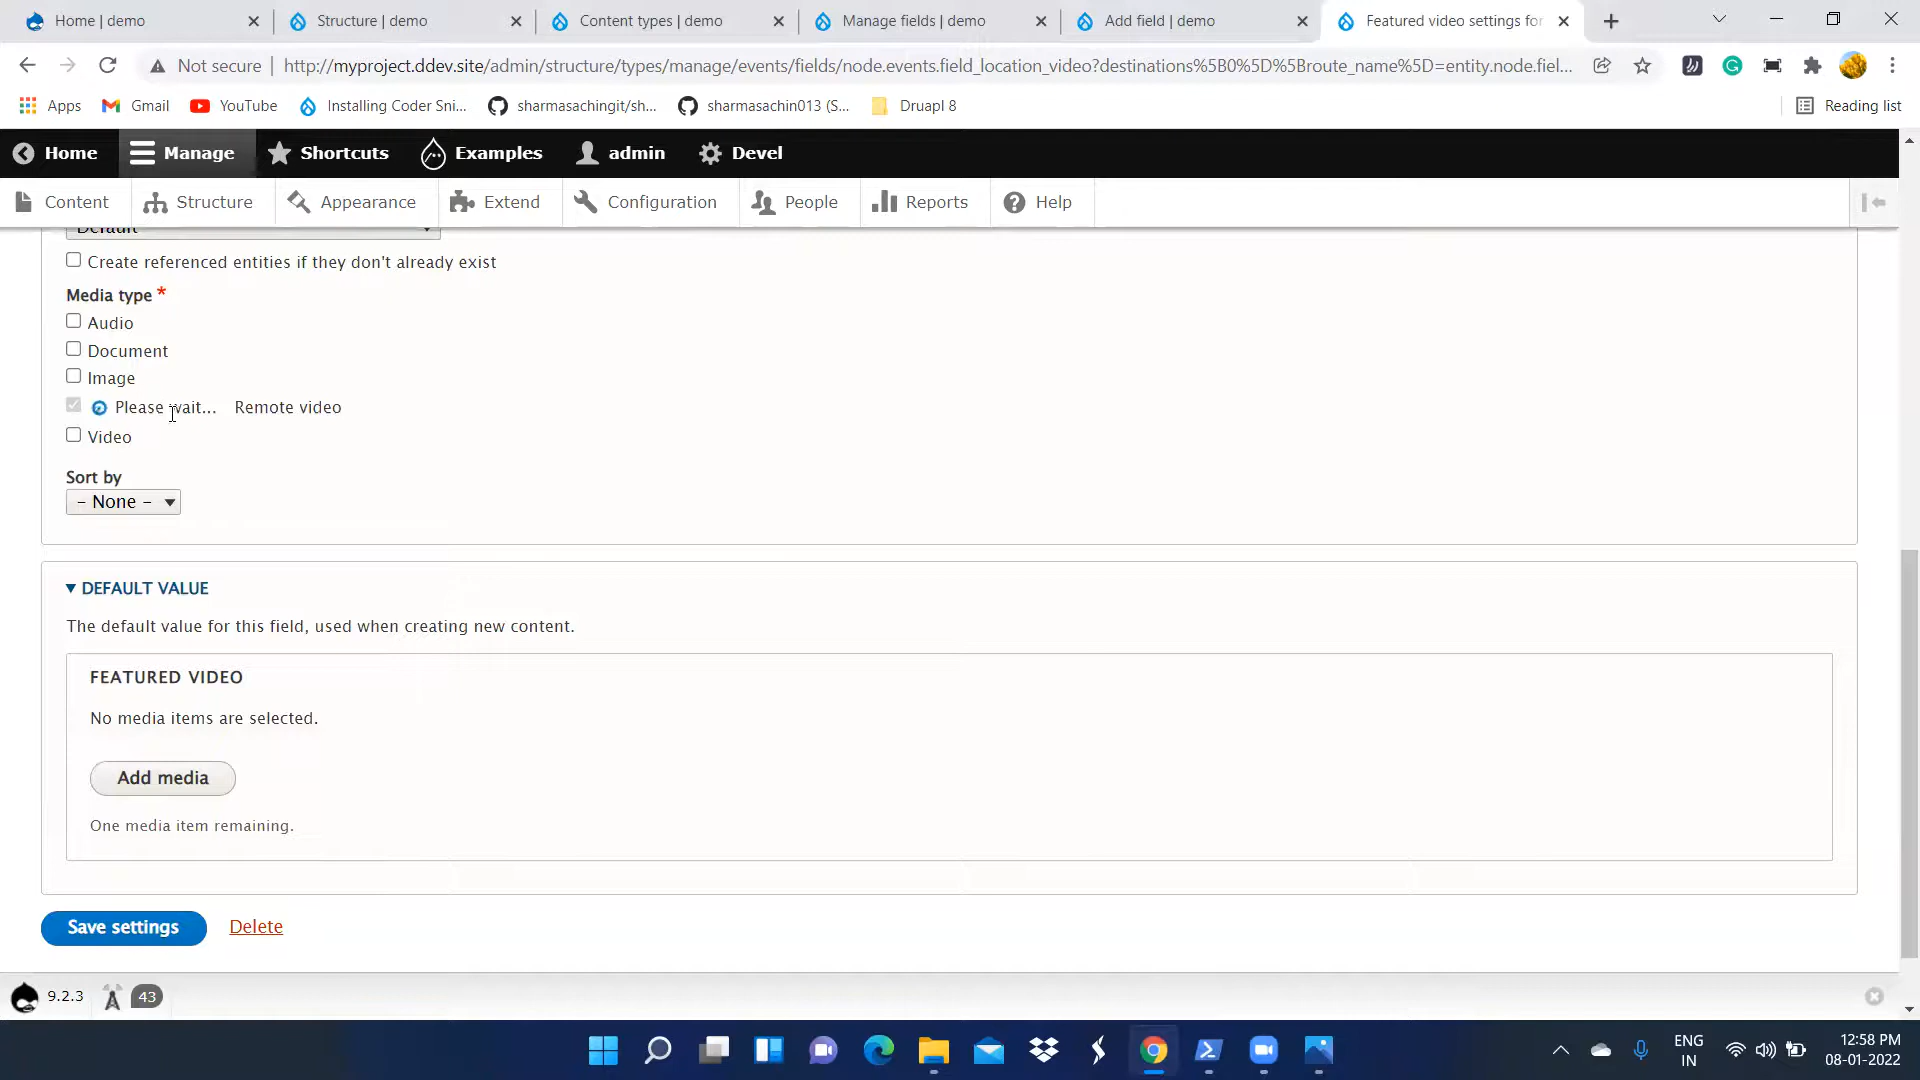 Home | demo
Structure | demo
Content types | demo
Manage fields | demo
Add field | demo
Featured video settings for
Not secure
http://myproject.ddev.site/admin/structure/types/manage/events/fields/node.events.field_location_video?destinations%5B0%5D%5Broute_name%5D=entity.node.fiel...
Apps
Gmail
YouTube
Installing Coder Sni...
sharmasachingit/sh...
sharmasachin013 (S...
Druapl 8
Reading list
Home
Manage
Shortcuts
Examples
admin
Devel
Content
Structure
Appearance
Extend
Configuration
People
Reports
Help
Default
Create referenced entities if they don't already exist
Media type *
Audio
Document
Image
Please wait... Remote video
Video
Sort by
- None -
DEFAULT VALUE
The default value for this field, used when creating new content.
FEATURED VIDEO
No media items are selected.
Add media
One media item remaining.
Save settings
Delete
9.2.3
43
ENG
IN
12:58 PM
08-01-2022